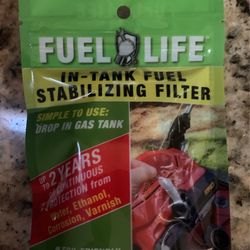 FUEL LIFE
IN-TANK FUEL
STABILIZING FILTER
SIMPLE TO USE:
DROP IN GAS TANK
UP TO 2 YEARS
CONTINUOUS
PROTECTION from
Water, Ethanol,
Corrosion, Varnish